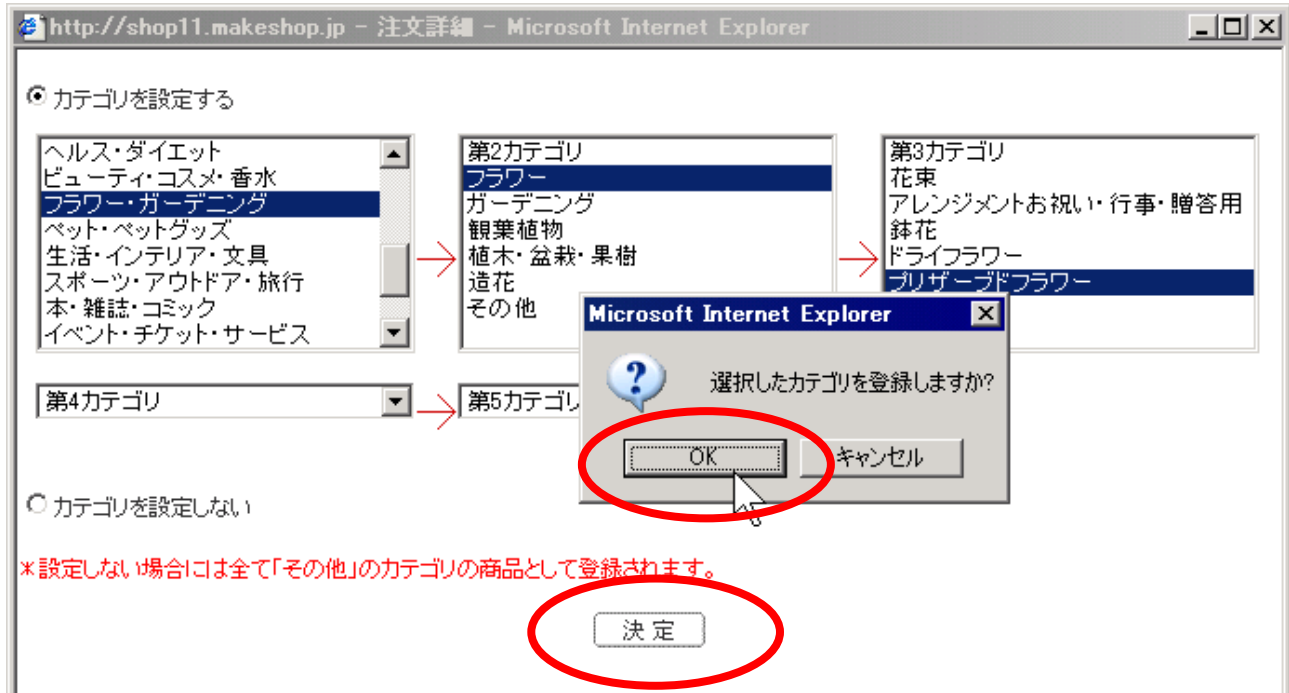 http://shop11.makeshop.jp - 注文詳細 - Microsoft Internet Explorer
カテゴリを設定する
ヘルス・ダイエット
ビューティ・コスメ・香水
フラワー・ガーデニング
ペット・ペットグッズ
生活・インテリア・文具
スポーツ・アウトドア・旅行
本・雑誌・コミック
イベント・チケット・サービス
第2カテゴリ
フラワー
ガーデニング
観葉植物
植木・盆栽・果樹
造花
その他
第3カテゴリ
花束
アレンジメントお祝い・行事・贈答用
鉢花
ドライフラワー
プリザーブドフラワー
Microsoft Internet Explorer
選択したカテゴリを登録しますか?
OK
キャンセル
第4カテゴリ
第5カテゴリ
カテゴリを設定しない
*設定しない場合には全て「その他」のカテゴリの商品として登録されます。
決定